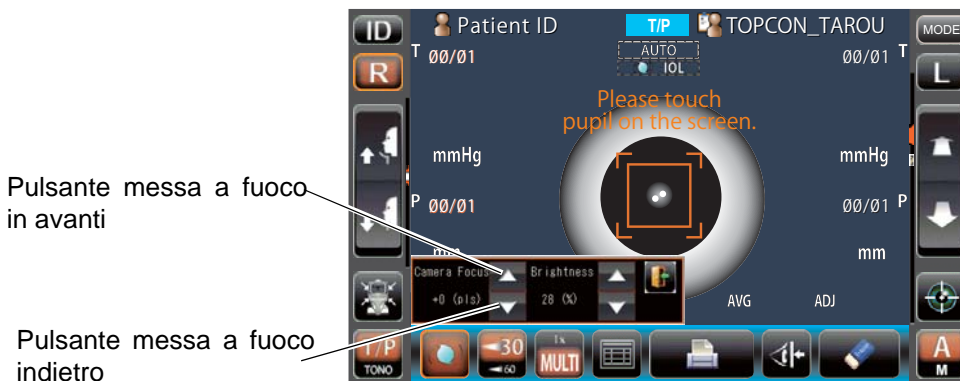 ID
Patient ID
T/P
TOPCON_TAROU
MODE
AUTO
IOL
T
00/01
00/01
T
R
L
Please touch
pupil on the screen.
mmHg
mmHg
Pulsante messa a fuoco
in avanti
P
00/01
00/01
P
mm
mm
Camera Focus
Brightness
+0 (pls)
28 (%)
AVG
ADJ
Pulsante messa a fuoco
indietro
T/P
TONO
30
60
1x
MULTI
A
M